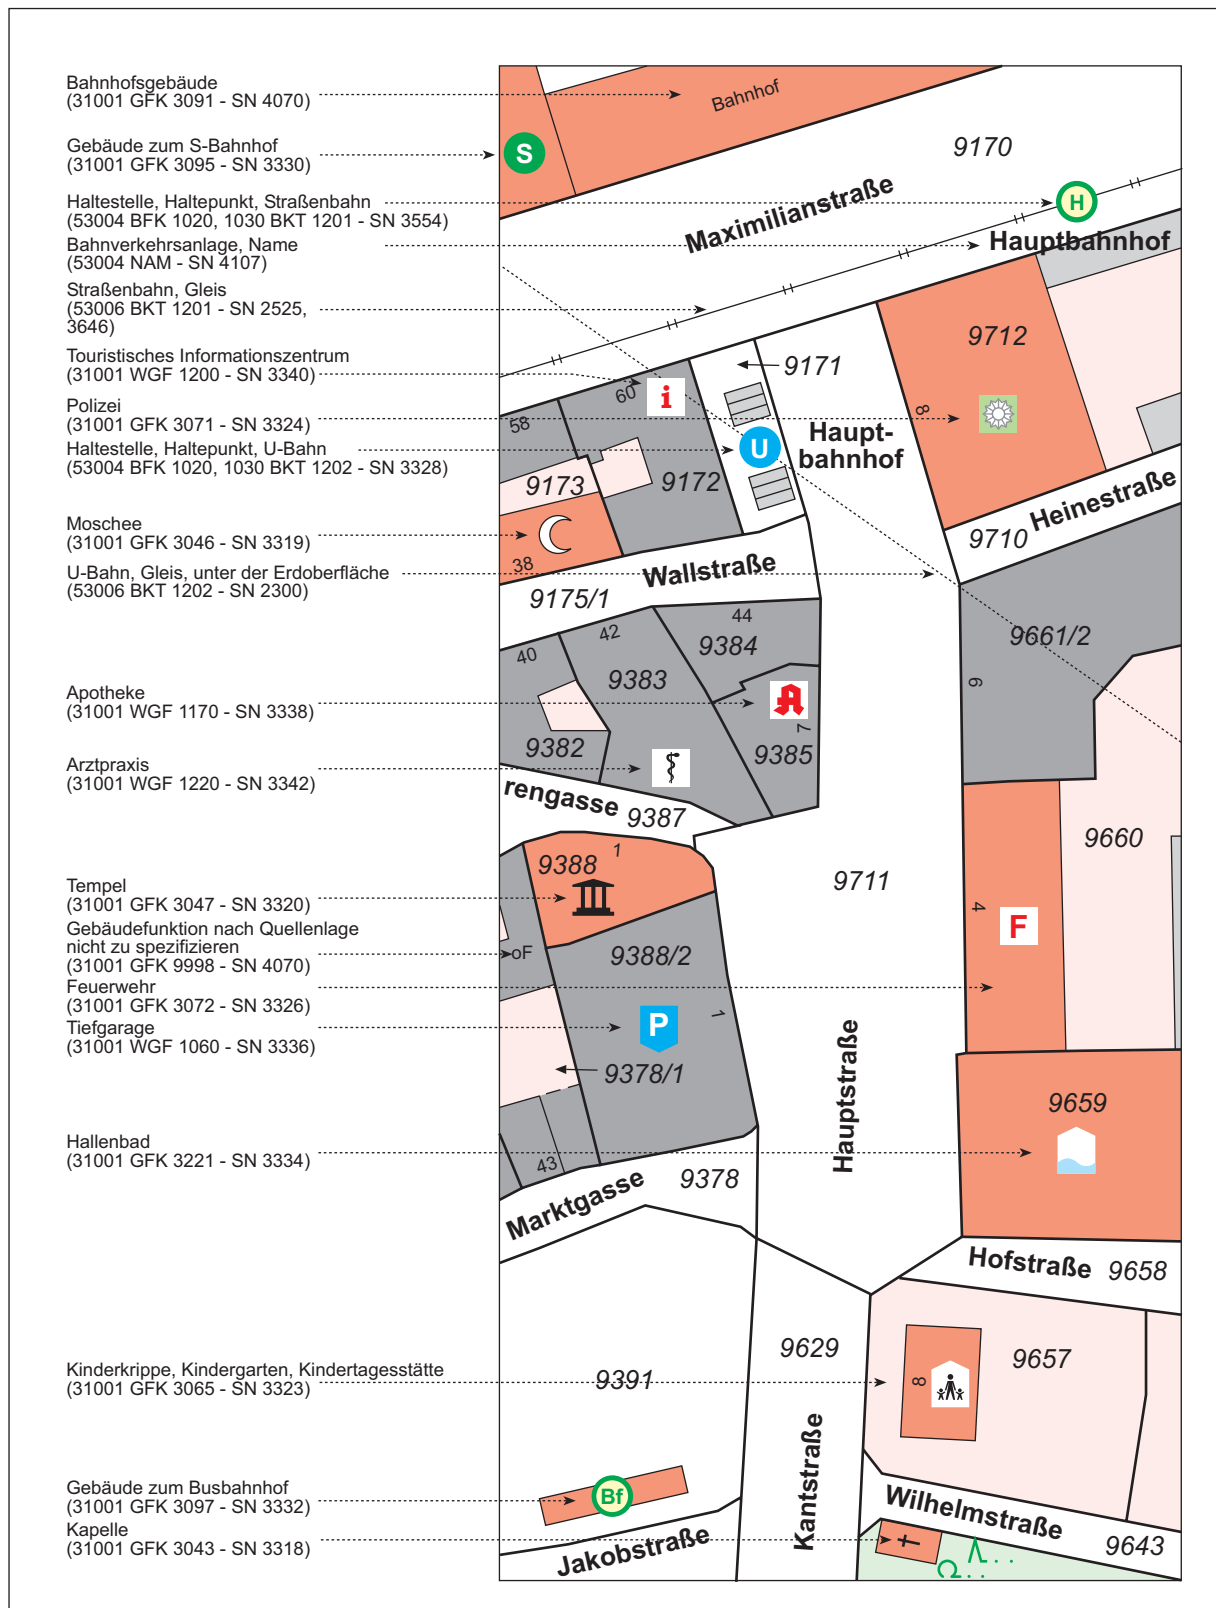 Bahnhofsgebäude
(31001 GFK 3091 - SN 4070)
Gebäude zum S-Bahnhof
(31001 GFK 3095 - SN 3330)
Haltestelle, Haltepunkt, Straßenbahn
(53004 BFK 1020, 1030 BKT 1201 - SN 3554)
Bahnverkehrsanlage, Name
(53004 NAM - SN 4107)
Straßenbahn, Gleis
(53006 BKT 1201 - SN 2525,
3646)
Touristisches Informationszentrum
(31001 WGF 1200 - SN 3340)
Polizei
(31001 GFK 3071 - SN 3324)
Haltestelle, Haltepunkt, U-Bahn
(53004 BFK 1020, 1030 BKT 1202 - SN 3328)
Moschee
(31001 GFK 3046 - SN 3319)
U-Bahn, Gleis, unter der Erdoberfläche
(53006 BKT 1202 - SN 2300)
Apotheke
(31001 WGF 1170 - SN 3338)
Arztpraxis
(31001 WGF 1220 - SN 3342)
Tempel
(31001 GFK 3047 - SN 3320)
Gebäudefunktion nach Quellenlage
nicht zu spezifizieren
(31001 GFK 9998 - SN 4070)
Feuerwehr
(31001 GFK 3072 - SN 3326)
Tiefgarage
(31001 WGF 1060 - SN 3336)
Hallenbad
(31001 GFK 3221 - SN 3334)
Kinderkrippe, Kindergarten, Kindertagesstätte
(31001 GFK 3065 - SN 3323)
Gebäude zum Busbahnhof
(31001 GFK 3097 - SN 3332)
Kapelle
(31001 GFK 3043 - SN 3318)
Bahnhof
S
9170
Maximilianstraße
H
Hauptbahnhof
9712
9171
60
i
8
58
Haupt-
bahnhof
U
9173
9172
Heinestraße
38
9710
Wallstraße
9175/1
44
42
40
9384
9661/2
9383
6
A
7
9382
9385
rengasse
9387
9660
1
9388
9711
4
F
oF
9388/2
1
P
9378/1
Hauptstraße
9659
43
9378
Marktgasse
Hofstraße
9658
9629
9657
9391
8
Kantstraße
Bf
Wilhelmstraße
Jakobstraße
9643